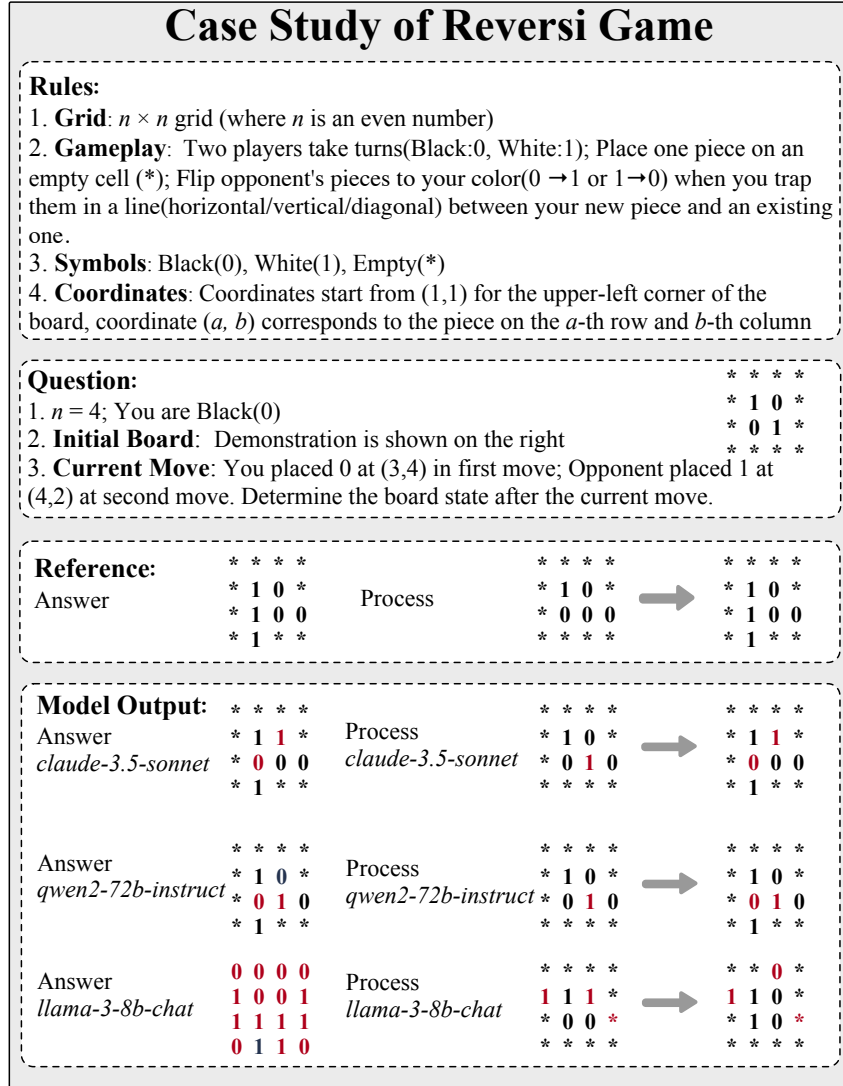 Case Study of Reversi Game
Rules:
1. Grid: n × n grid (where n is an even number)
2. Gameplay: Two players take turns(Black:0, White:1); Place one piece on an
empty cell (*); Flip opponent's pieces to your color(0 →1 or 1→0) when you trap
them in a line(horizontal/vertical/diagonal) between your new piece and an existing
one.
3. Symbols: Black(0), White(1), Empty(*)
4. Coordinates: Coordinates start from (1,1) for the upper-left corner of the
board, coordinate (a, b) corresponds to the piece on the a-th row and b-th column
Question:
1. n = 4; You are Black(0)
2. Initial Board: Demonstration is shown on the right
3. Current Move: You placed 0 at (3,4) in first move; Opponent placed 1 at
(4,2) at second move. Determine the board state after the current move.
* * * *
* 1 0 *
* 0 1 *
* * * *
Reference:
Answer
* * * *
* 1 0 *
* 1 0 0
* 1 * *
Process
* * * *
* 1 0 *
* 0 0 0
* * * *
* * * *
* 1 0 *
* 1 0 0
* 1 * *
Model Output:
Answer
claude-3.5-sonnet
* * * *
* 1 1 *
* 0 0 0
* 1 * *
Process
claude-3.5-sonnet
* * * *
* 1 0 *
* 0 1 0
* * * *
* * * *
* 1 1 *
* 0 0 0
* 1 * *
Answer
qwen2-72b-instruct
* * * *
* 1 0 *
* 0 1 0
* 1 * *
Process
qwen2-72b-instruct
* * * *
* 1 0 *
* 0 1 0
* * * *
* * * *
* 1 0 *
* 0 1 0
* 1 * *
Answer
llama-3-8b-chat
0 0 0 0
1 0 0 1
1 1 1 1
0 1 1 0
Process
llama-3-8b-chat
* * * *
1 1 1 *
* 0 0 *
* * * *
* * 0 *
1 1 0 *
* 1 0 *
* * * *